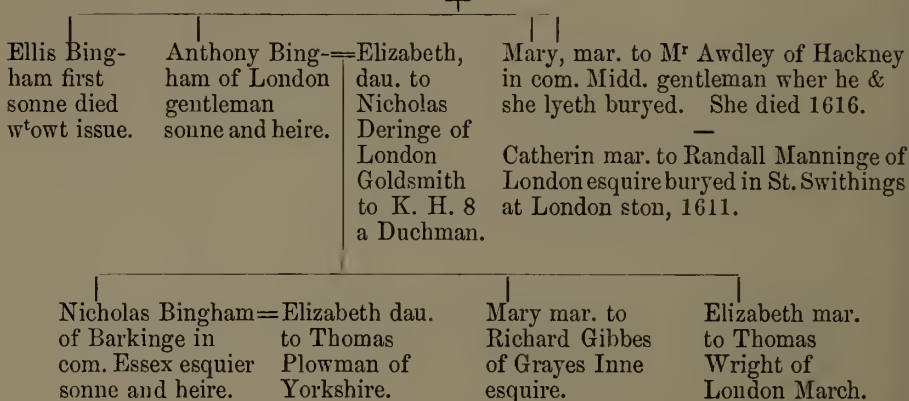 Ellis Bing-
ham first
sonne died
wtowt issue.
Anthony Bing-
ham of London
gentleman
sonne and heire.
=Elizabeth,
dau. to
Nicholas
Deringe of
London
Goldsmith
to K. H. 8
a Duchman.
Mary, mar. to Mr Awdley of Hackney
in com. Midd. gentleman wher he &
she lyeth buryed. She died 1616.
—
Catherin mar. to Randall Manninge of
London esquire buryed in St. Swithings
at London ston, 1611.
Nicholas Bingham
of Barkinge in
com. Essex esquier
sonne and heire.
=Elizabeth dau.
to Thomas
Plowman of
Yorkshire.
Mary mar. to
Richard Gibbes
of Grayes Inne
esquire.
Elizabeth mar.
to Thomas
Wright of
London March.